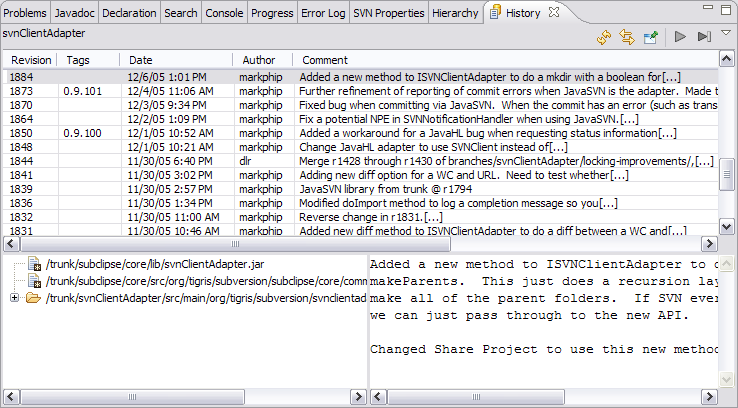 Problems Javadoc Declaration Search Console Progress Error Log SVN Properties Hierarchy History
svnClientAdapter
Revision Tags Date Author Comment
1884 12/6/05 1:01 PM markphip Added a new method to ISVNClientAdapter to do a mkdir with a boolean for[...]
1873 0.9.101 12/4/05 11:06 AM markphip Further refinement of reporting of commit errors when JavaSVN is the adapter. Made t
1870 12/3/05 9:34 PM markphip Fixed bug when committing via JavaSVN. When the commit has an error (such as trans
1864 12/2/05 1:09 PM markphip Fix a potential NPE in SVNNotificationHandler when using JavaSVN.[...]
1850 0.9.100 12/1/05 10:52 AM markphip Added a workaround for a JavaHL bug when requesting status information[...]
1848 12/1/05 10:21 AM markphip Change JavaHL adapter to use SVNClient instead of[...]
1844 11/30/05 6:40 PM dlr Merge r1428 through r1430 of branches/svnClientAdapter/locking-improvements/,[...]
1841 11/30/05 3:02 PM markphip Adding new diff option for a WC and URL. Need to test whether[...]
1839 11/30/05 2:57 PM markphip JavaSVN library from trunk @ r1794
1836 11/30/05 1:34 PM markphip Modified doImport method to log a completion message so you[...]
1832 11/30/05 11:00 AM markphip Reverse change in r1831.[...]
1831 11/30/05 10:46 AM markphip Added new diff method to ISVNClientAdapter to do a diff between a WC and[...]
/trunk/subclipse/core/lib/svnClientAdapter.jar
/trunk/subclipse/core/src/org/tigris/subversion/subclipse/core/comm
/trunk/svnClientAdapter/src/main/org/tigris/subversion/svnclientad
Added a new method to ISVNClientAdapter to
makeParents. This just does a recursion lay
make all of the parent folders. If SVN ever
we can just pass through to the new API.
Changed Share Project to use this new method